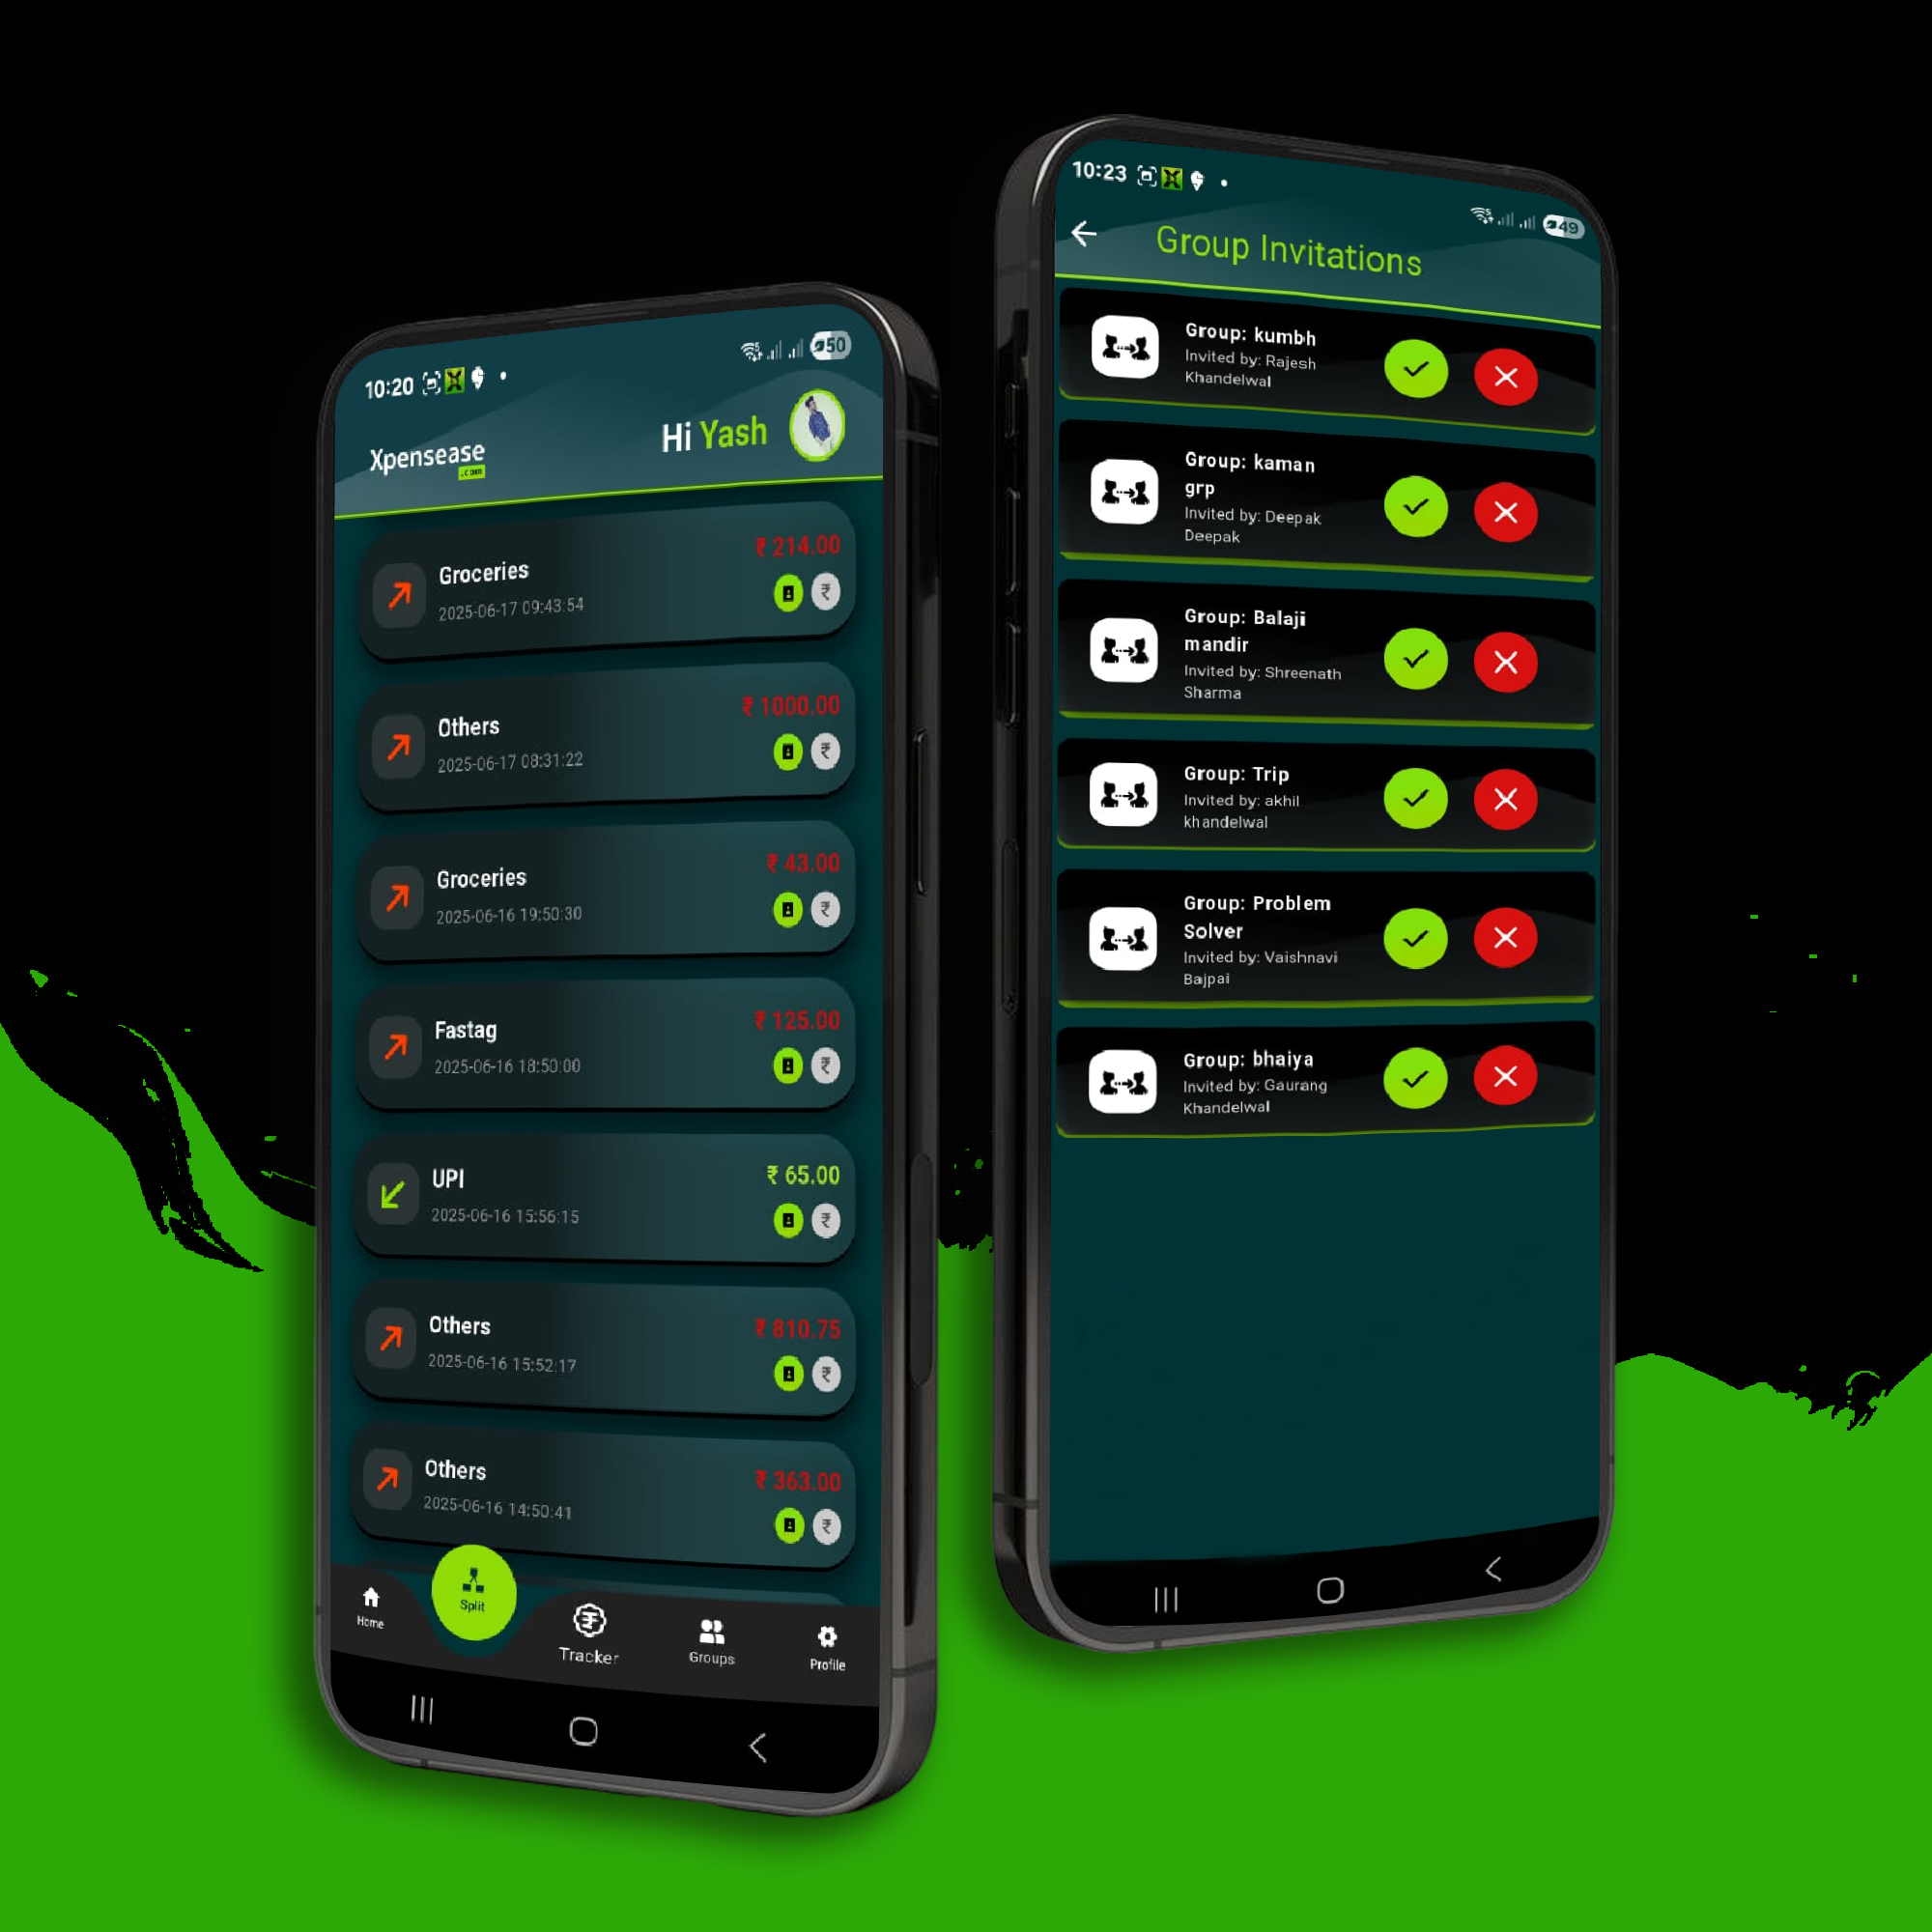 10:20
50
Xpensease
.com
Hi Yash
Groceries
₹ 214.00
2025-06-17 09:43:54
₹
Others
₹ 1000.00
2025-06-17 08:31:22
₹
Groceries
₹ 43.00
2025-06-16 19:50:30
₹
Fastag
₹ 125.00
2025-06-16 18:50:00
₹
UPI
₹ 65.00
2025-06-16 15:56:15
₹
Others
₹ 810.75
2025-06-16 15:52:17
₹
Others
₹ 363.00
2025-06-16 14:50:41
₹
Home
Split
Tracker
Groups
Profile
10:23
49
Group Invitations
Group: kumbh
Invited by: Rajesh
Khandelwal
Group: kaman
grp
Invited by: Deepak
Deepak
Group: Balaji
mandir
Invited by: Shreenath
Sharma
Group: Trip
Invited by: akhil
khandelwal
Group: Problem
Solver
Invited by: Vaishnavi
Bajpai
Group: bhaiya
Invited by: Gaurang
Khandelwal